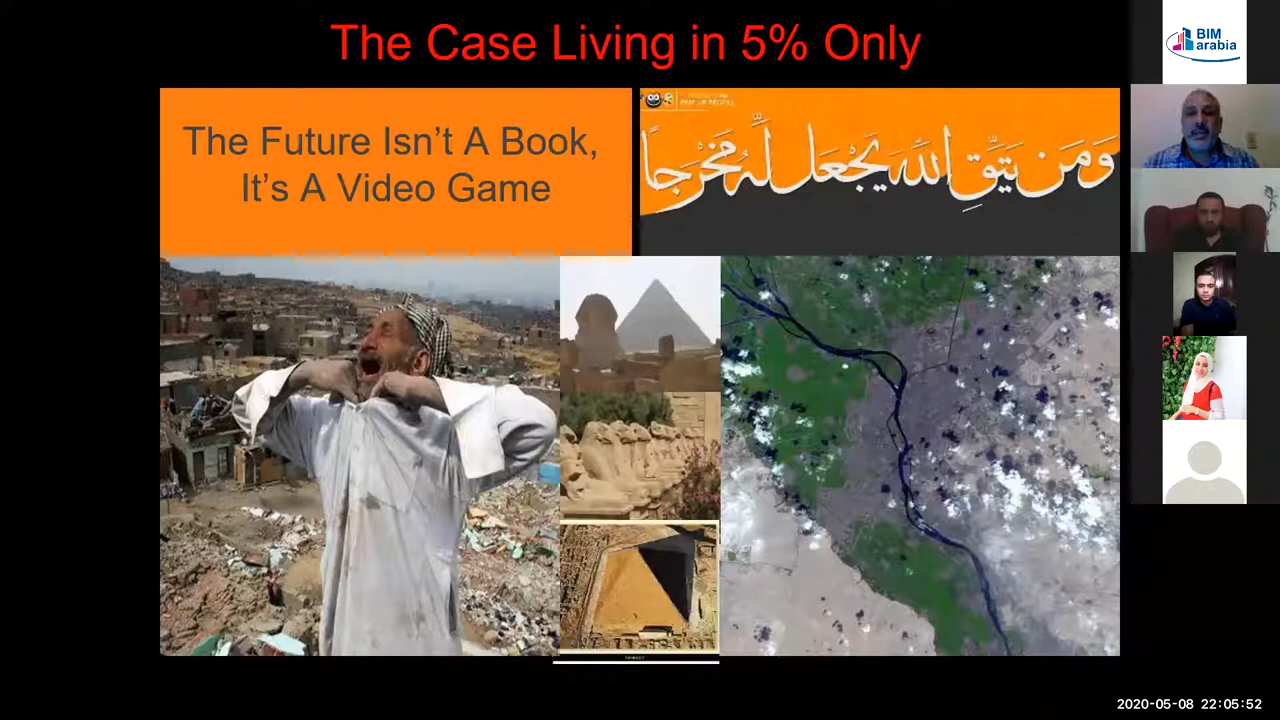 The Case Living in 5% Only
BIM
arabia
The Future Isn't A Book,
It's A Video Game
وَمَن يَتَّقِ اللَّهَ يَجْعَل لَّهُ مَخْرَجًا
2020-05-08 22:05:52